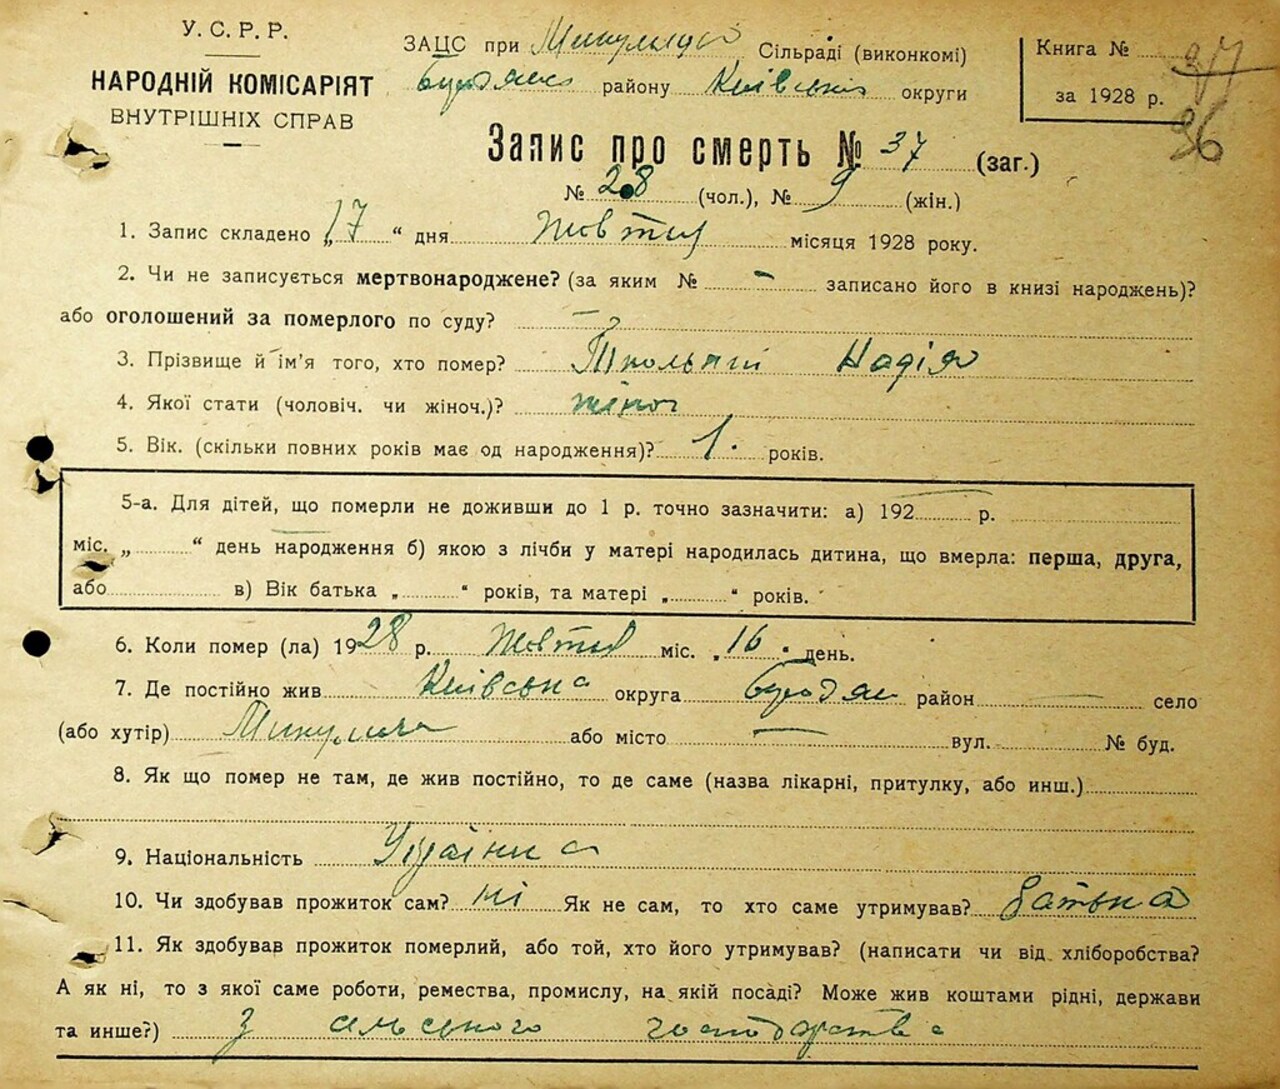 У. С. Р. Р.
НАРОДНІЙ КОМІСАРІЯТ
ВНУТРІШНІХ СПРАВ
ЗАЦС при Сільраді (виконкомі)
району Київської округи
Книга № 37
за 1928 р.
36
Запис про смерть № 37 (заг.)
№ 28 (чол.), № 9 (жін.)
1. Запис складено „17“ дня Жовтня місяця 1928 року.
2. Чи не записується мертвонароджене? (за яким № - записано його в книзі народжень)?
або оголошений за померлого по суду? —
3. Прізвище й ім'я того, хто помер? Надія
4. Якої стати (чоловіч. чи жіноч.)? жіноч
5. Вік. (скільки повних років має од народження)? 1. років.
5-а. Для дітей, що померли не доживши до 1 р. точно зазначити: а) 192 р.
міс. „ “ день народження б) якою з лічби у матері народилась дитина, що вмерла: перша, друга,
або в) Вік батька „ “ років, та матері „ “ років.
6. Коли помер (ла) 1928 р. Жовтня міс. „16“ день.
7. Де постійно жив Київська округа Бородян район — село
(або хутір) Микуличі або місто — вул. № буд.
8. Як що помер не там, де жив постійно, то де саме (назва лікарні, притулку, або инш.)
9. Національність Українка
10. Чи здобував прожиток сам? ні Як не сам, то хто саме утримував? батька
11. Як здобував прожиток померлий, або той, хто його утримував? (написати чи від хліборобства?
А як ні, то з якої саме роботи, ремества, промислу, на якій посаді? Може жив коштами рідні, держави
та инше?) З сельського господарства